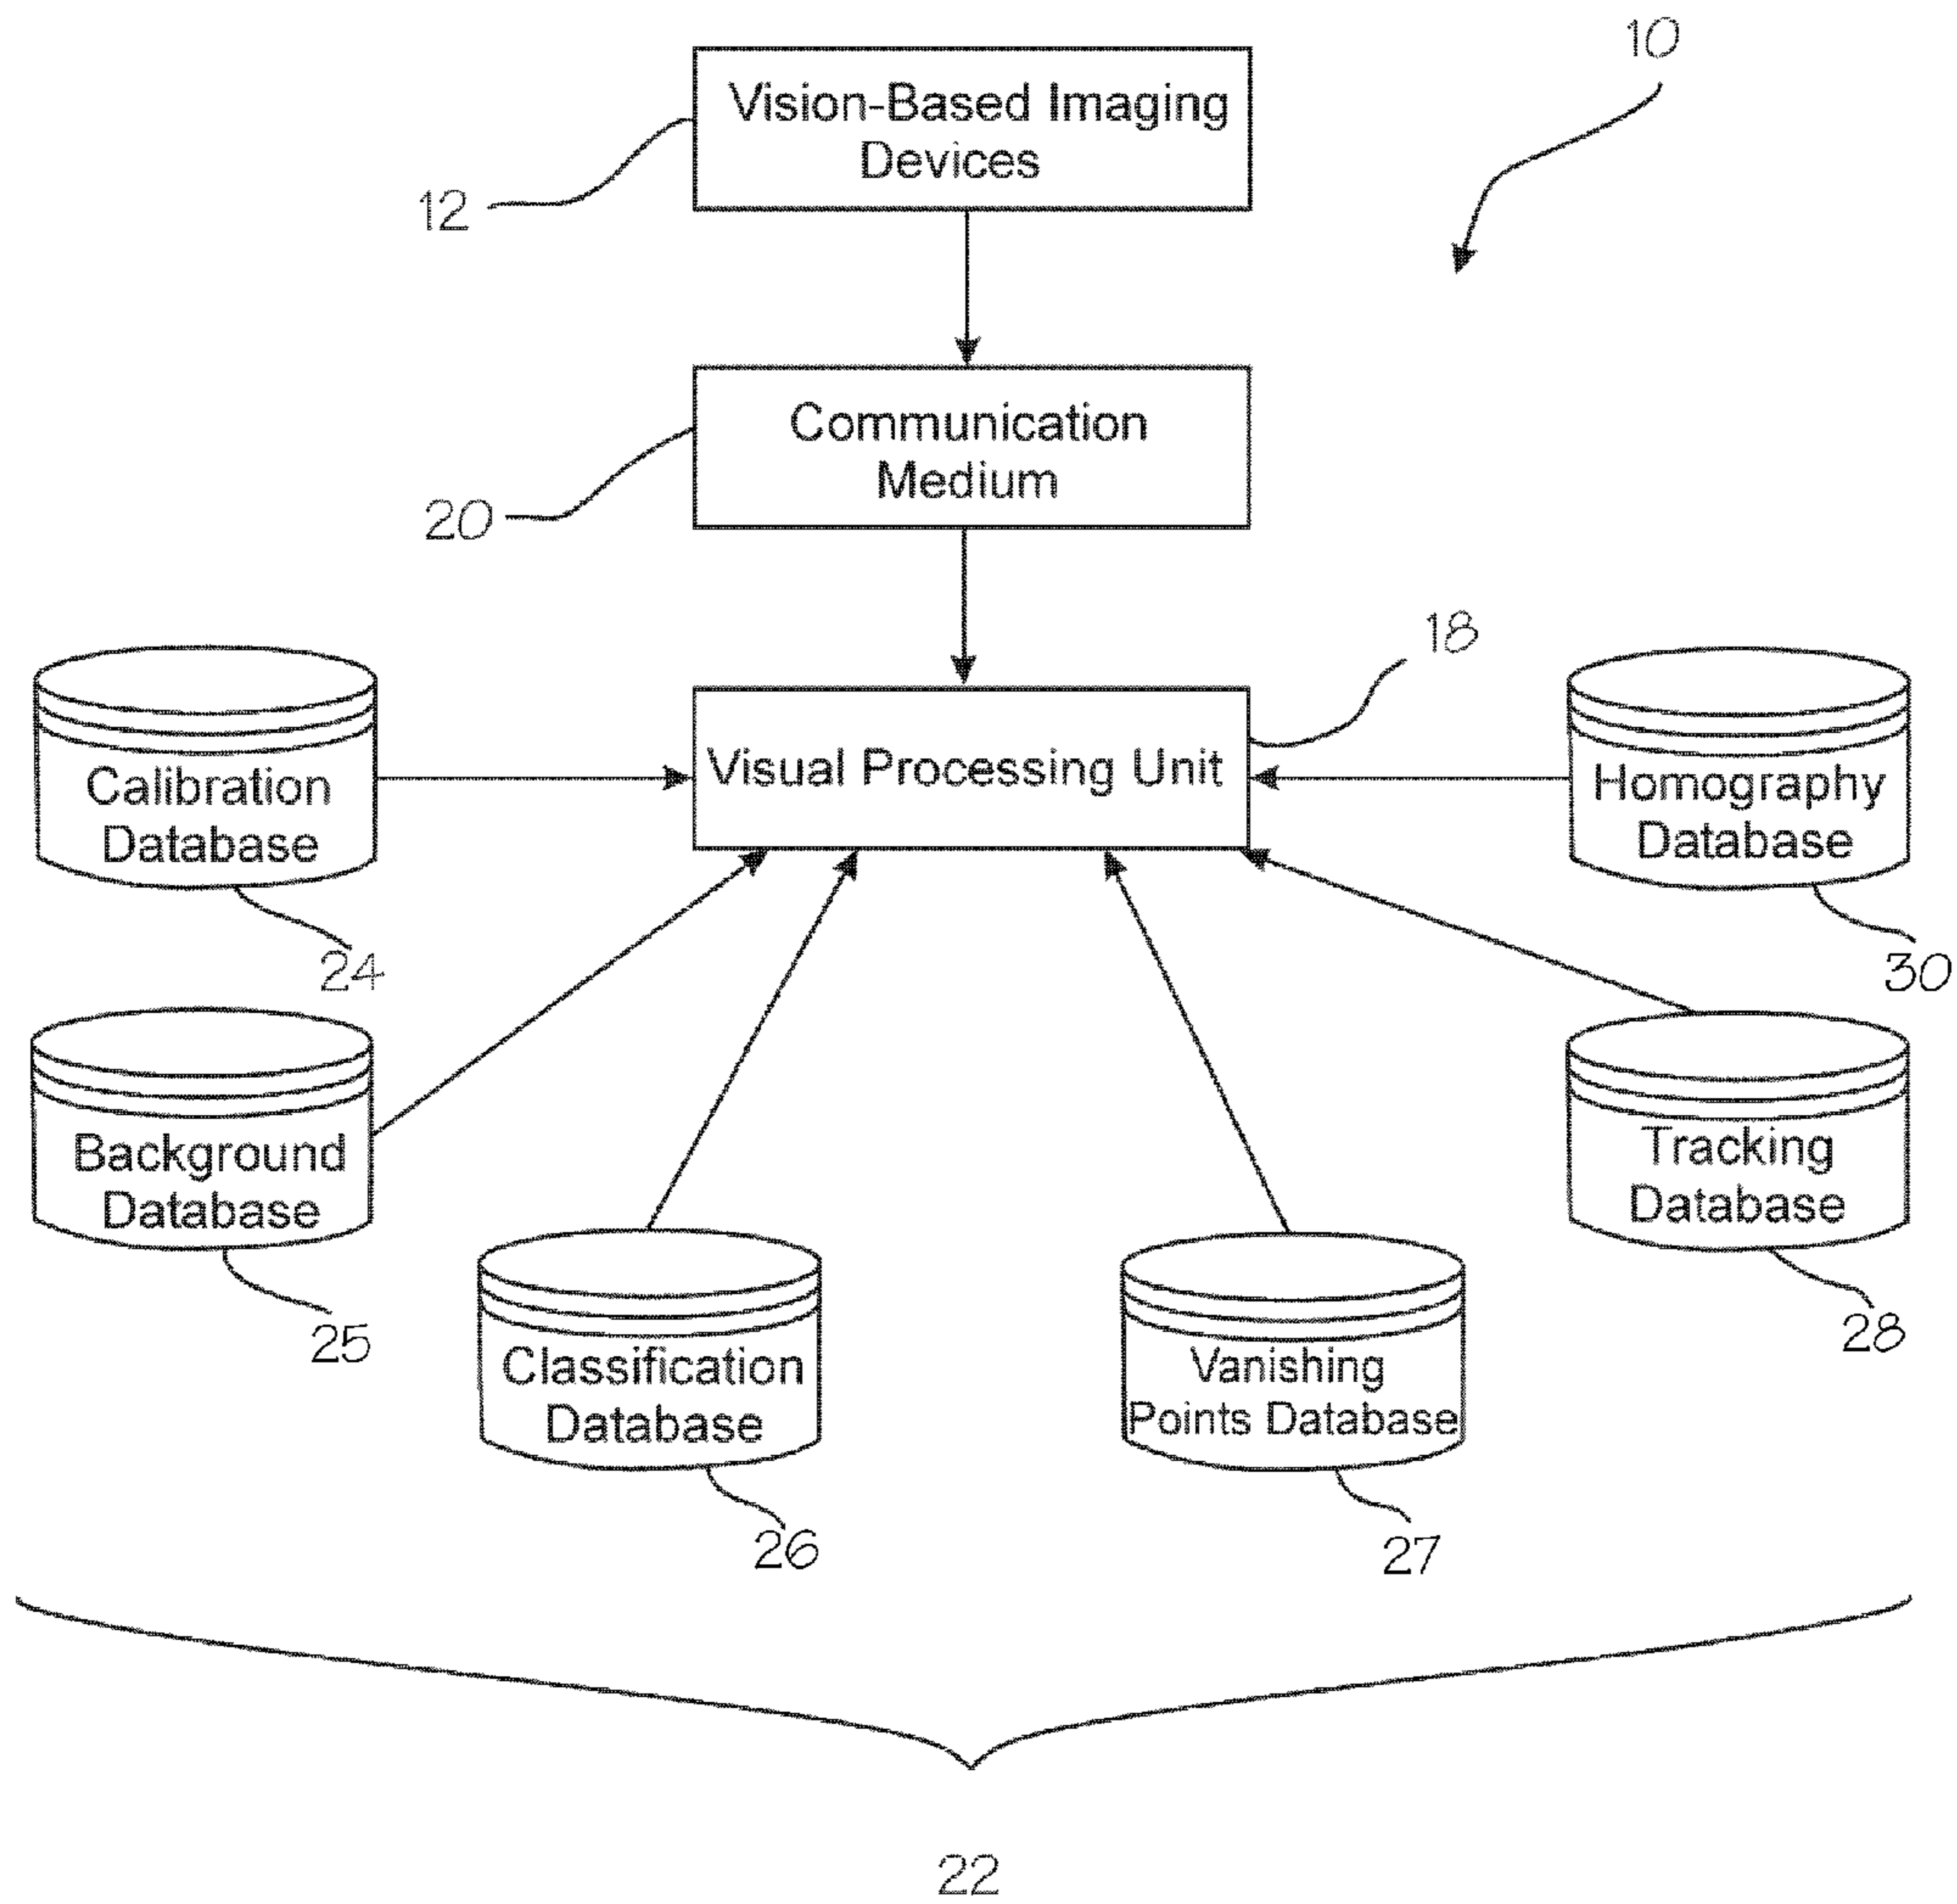 10
Vision-Based Imaging
Devices
12
Communication
Medium
20
18
Visual Processing Unit
Calibration
Database
24
Homography
Database
30
Background
Database
25
Tracking
Database
28
Classification
Database
26
Vanishing
Points Database
27
22